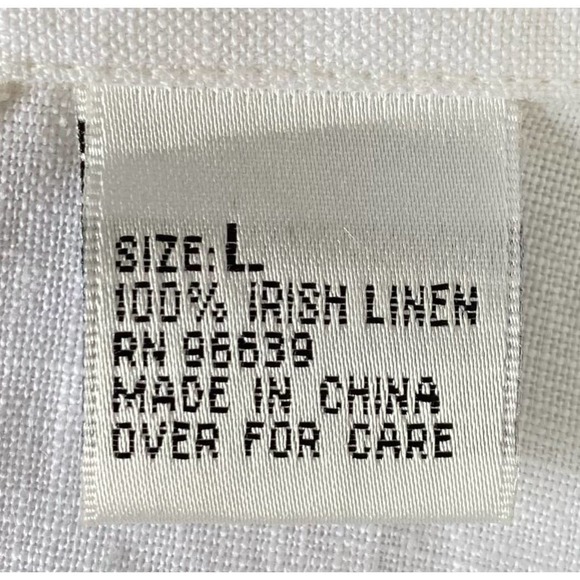 SIZE: L
100% IRISH LINEN
RN 96639
MADE IN CHINA
OVER FOR CARE